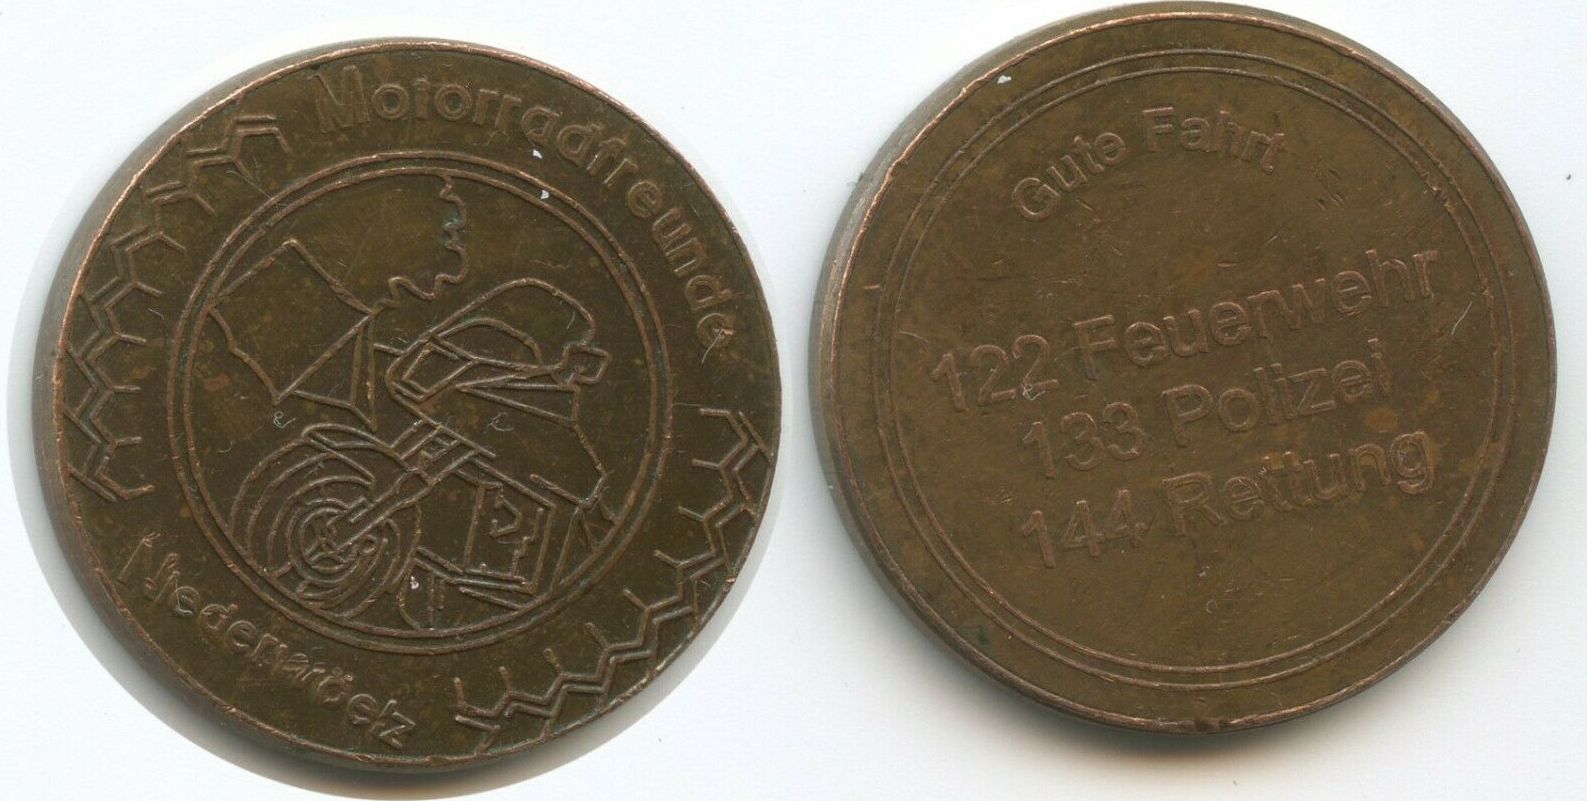 Motorradfreunde
Gute Fahrt
122 Feuerwehr
133 Polizei
144 Rettung